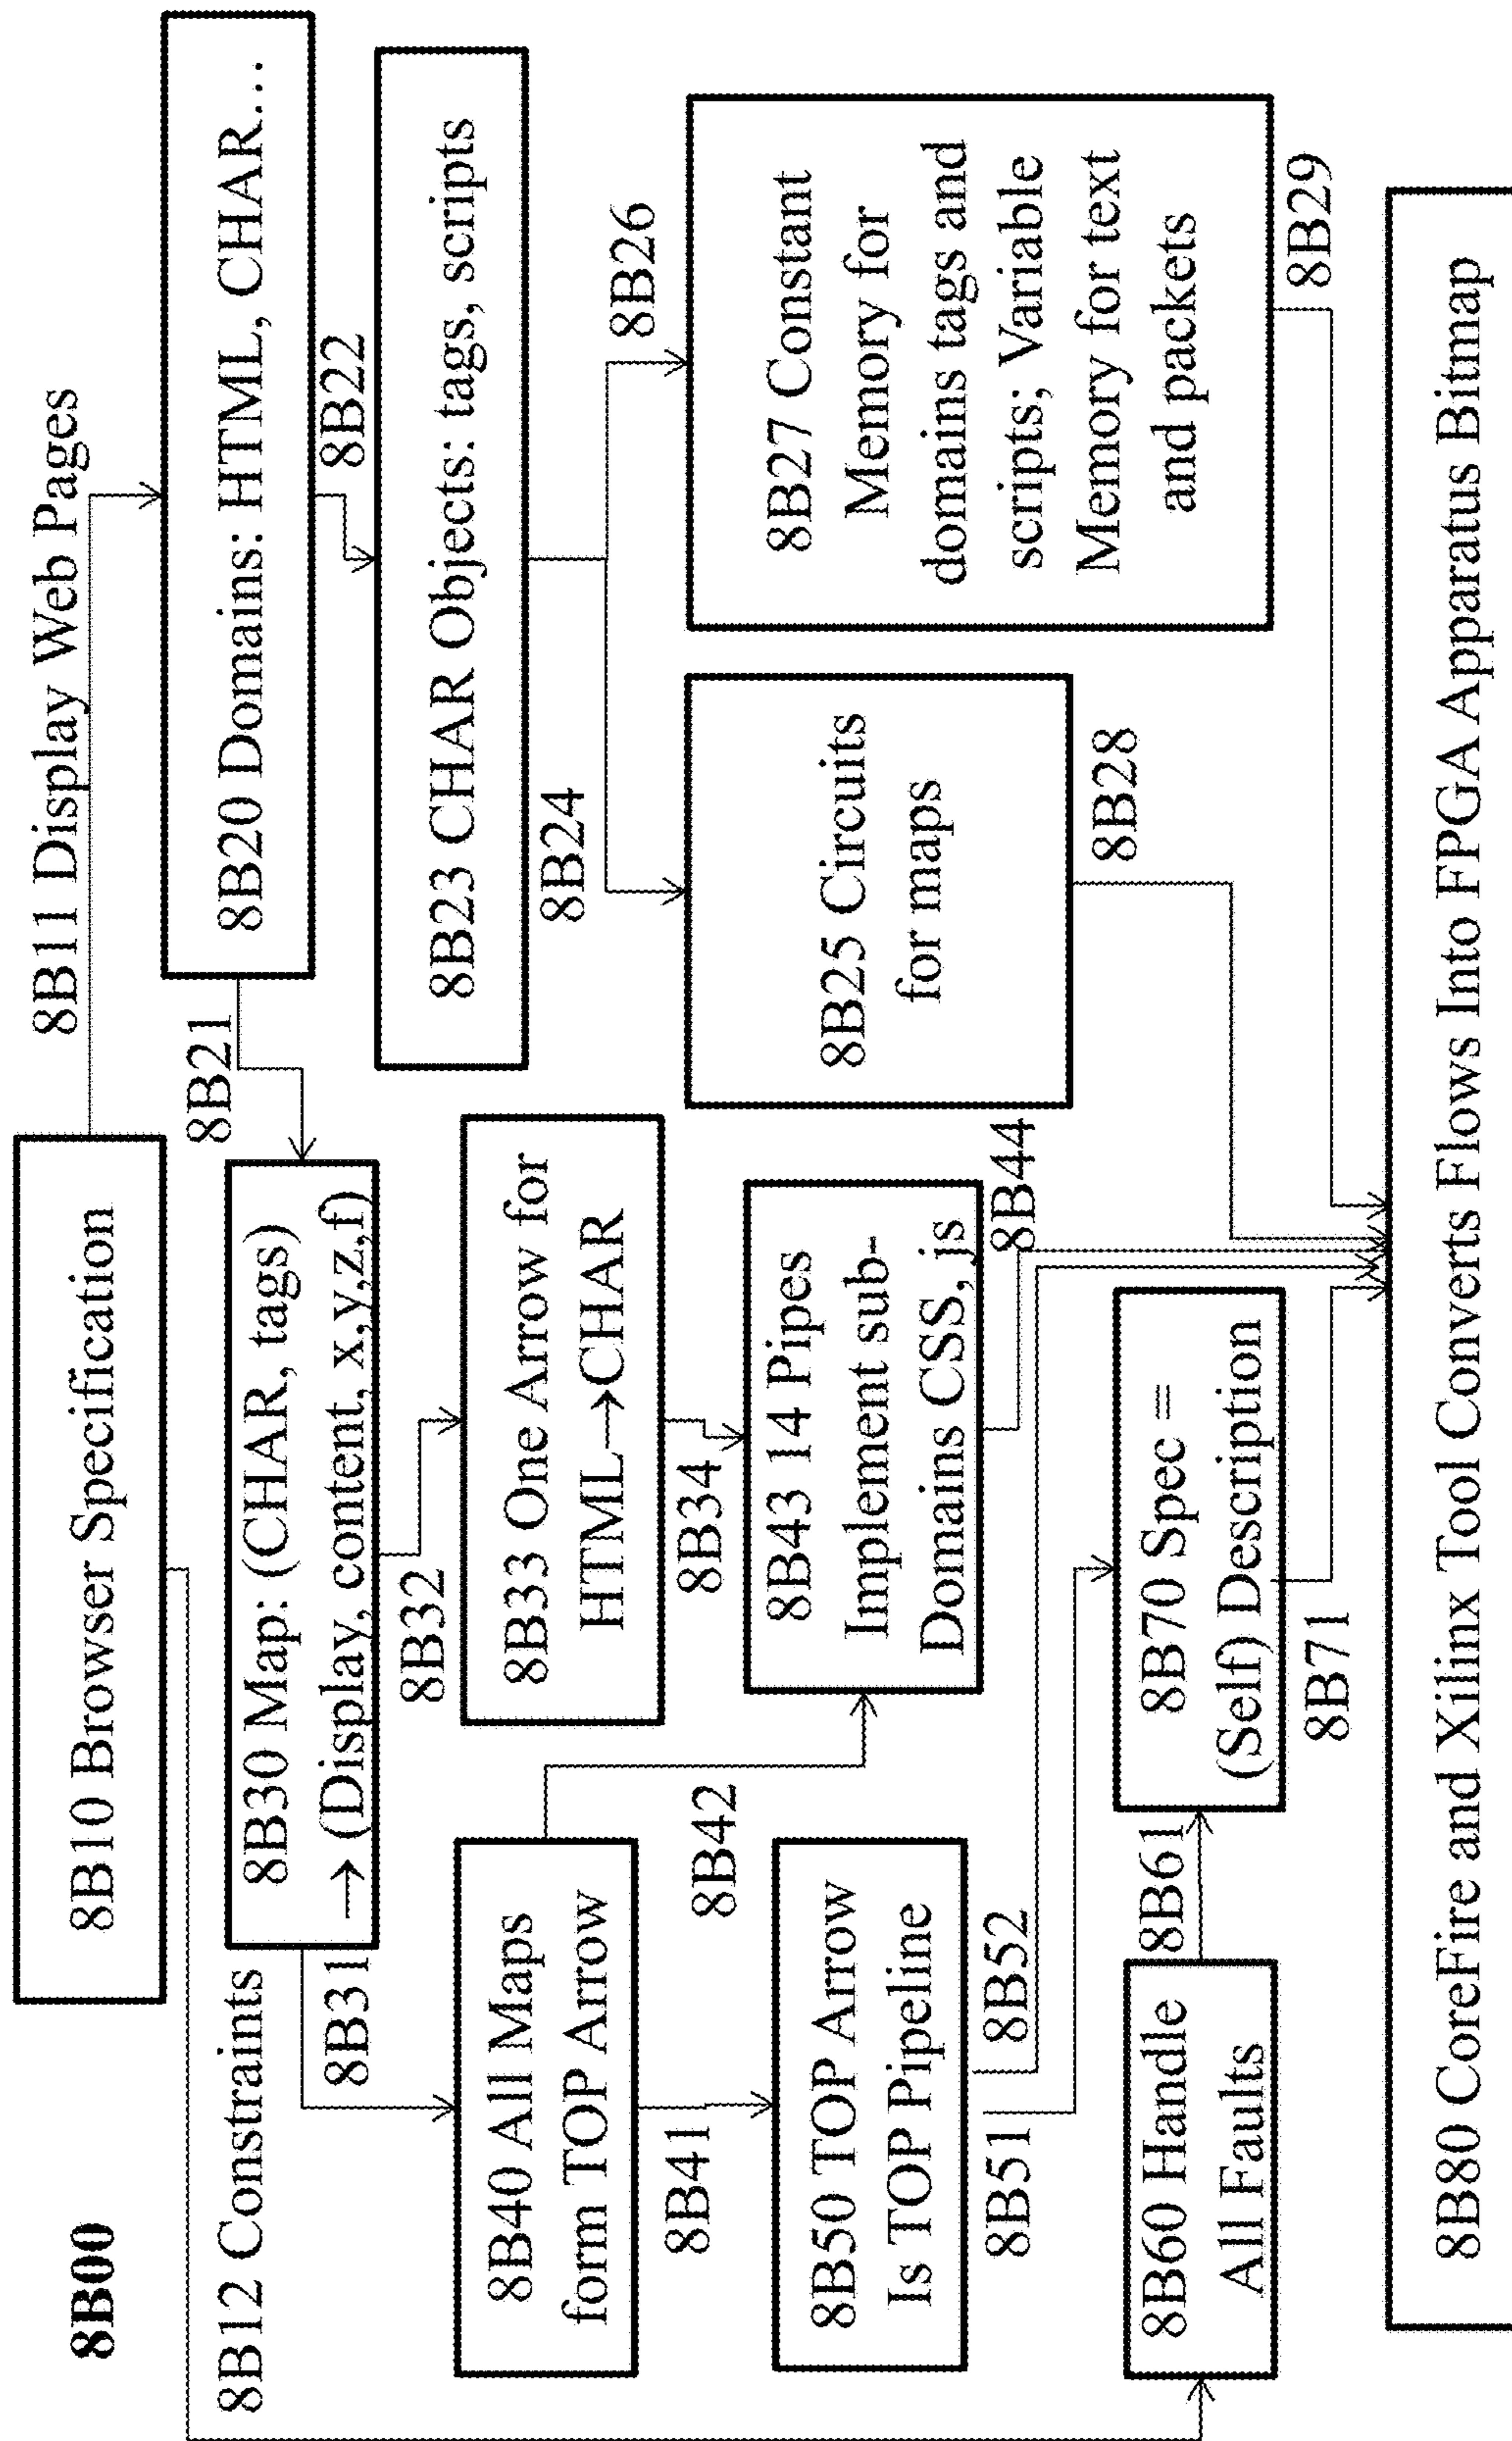 8B00
8B10 Browser Specification
8B11 Display Web Pages
8B12 Constraints
8B20 Domains: HTML, CHAR…
8B21
8B22
8B30 Map: (CHAR, tags)
→ (Display, content, x,y,z,f)
8B31
8B32
8B23 CHAR Objects: tags, scripts
8B24
8B26
8B40 All Maps
form TOP Arrow
8B33 One Arrow for
HTML→CHAR
8B41
8B42
8B34
8B25 Circuits
for maps
8B27 Constant
Memory for
domains tags and
scripts; Variable
Memory for text
and packets
8B50 TOP Arrow
Is TOP Pipeline
8B43 14 Pipes
Implement sub-
Domains CSS, js
8B51
8B52
8B44
8B28
8B29
8B60 Handle
All Faults
8B61
8B70 Spec =
(Self) Description
8B71
8B80 CoreFire and Xilinx Tool Converts Flows Into FPGA Apparatus Bitmap